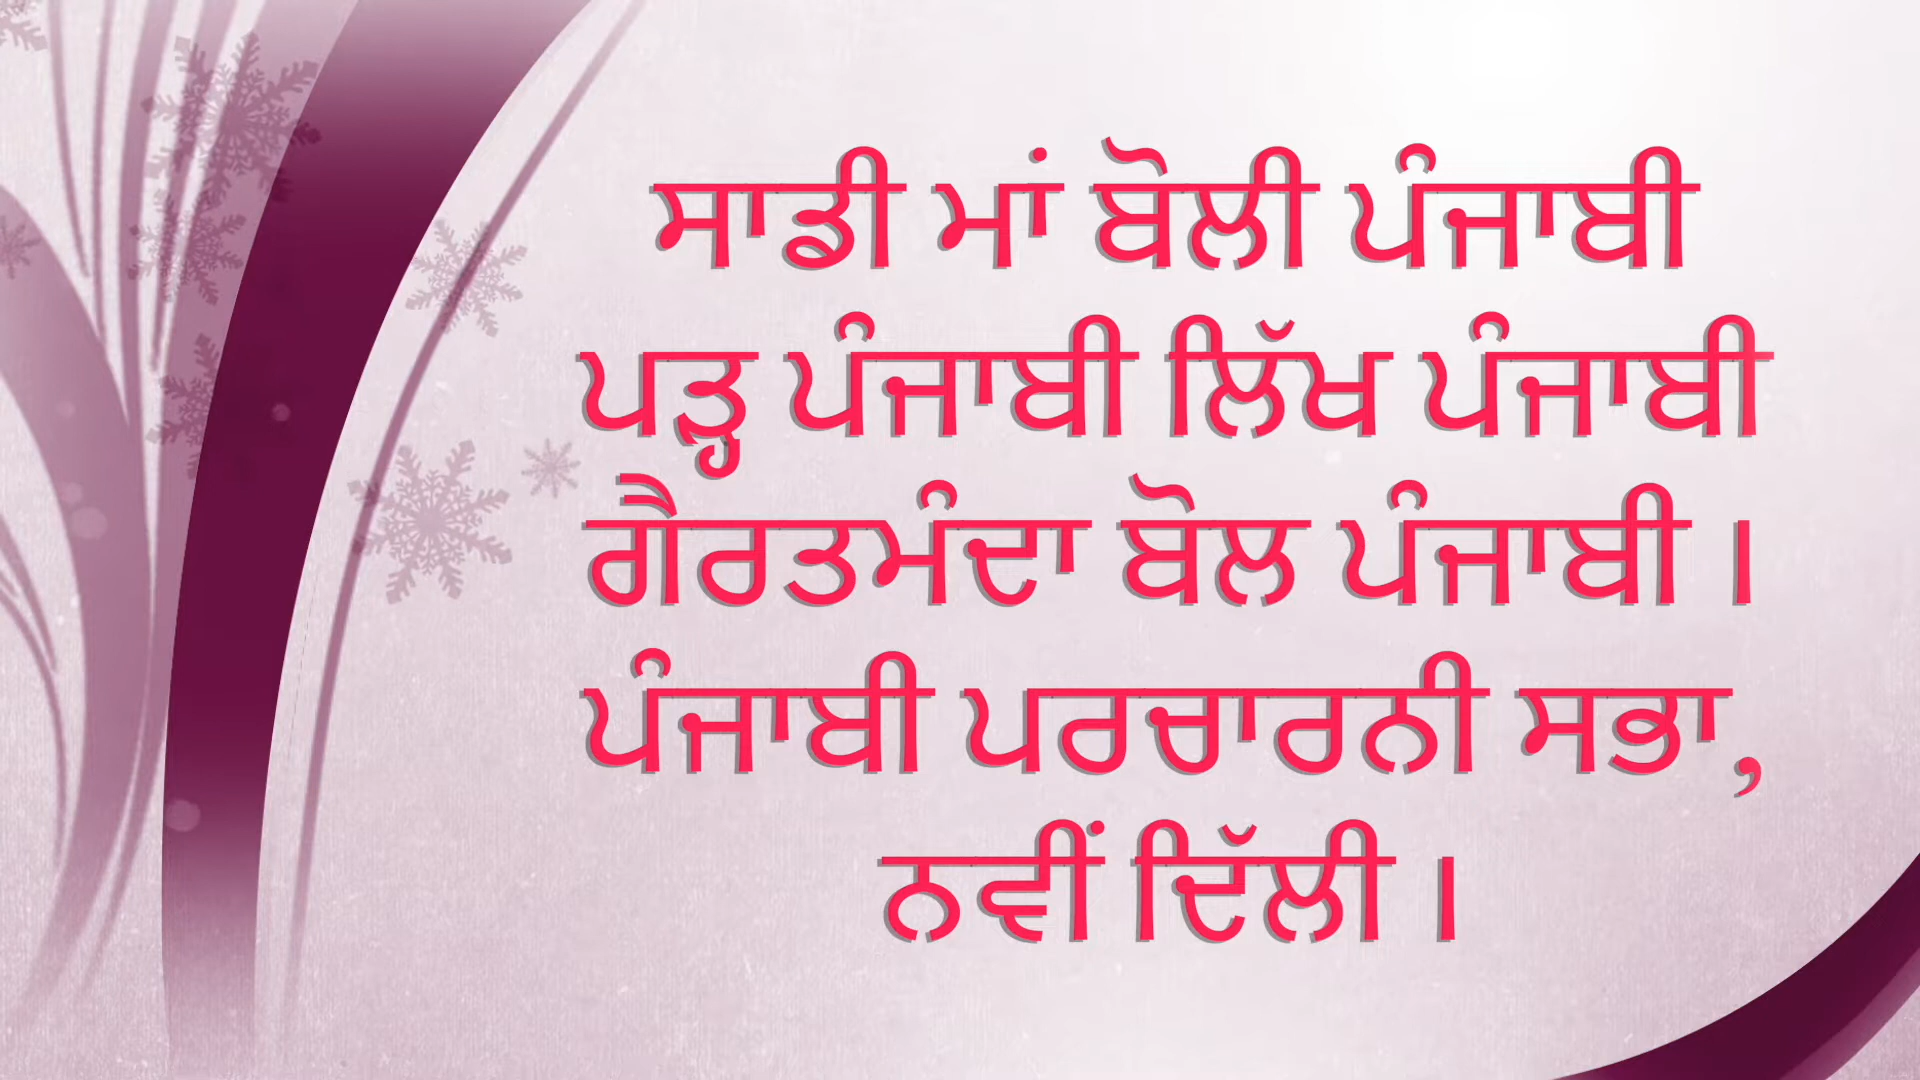 ਸਾਡੀ ਮਾਂ ਬੋਲੀ ਪੰਜਾਬੀ
ਪੜ੍ਹ ਪੰਜਾਬੀ ਲਿੱਖ ਪੰਜਾਬੀ
ਗੈਰਤਮੰਦਾ ਬੋਲ ਪੰਜਾਬੀ ।
ਪੰਜਾਬੀ ਪਰਚਾਰਨੀ ਸਭਾ,
ਨਵੀਂ ਦਿੱਲੀ ।